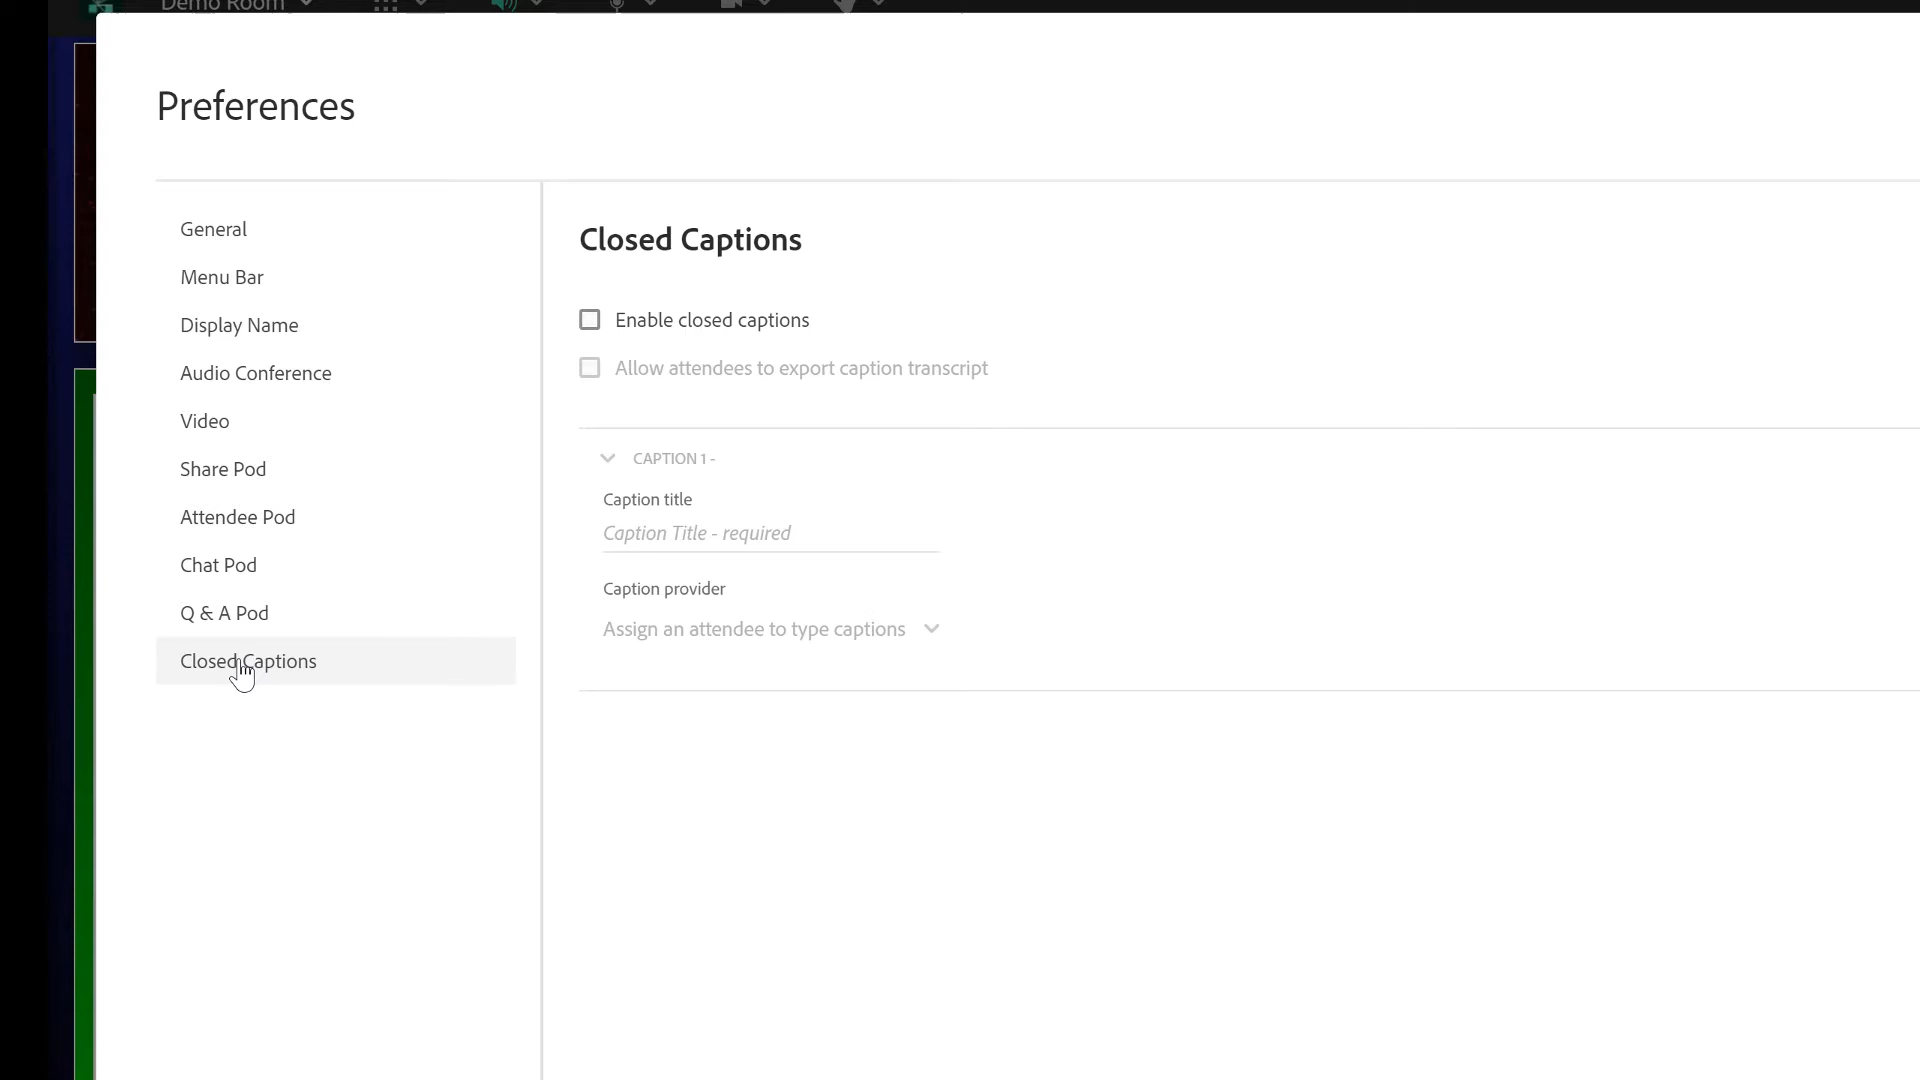 Demo Room
Preferences
General
Menu Bar
Display Name
Audio Conference
Video
Share Pod
Attendee Pod
Chat Pod
Q & A Pod
Closed Captions
Closed Captions
Enable closed captions
Allow attendees to export caption transcript
CAPTION 1 -
Caption title
Caption Title - required
Caption provider
Assign an attendee to type captions